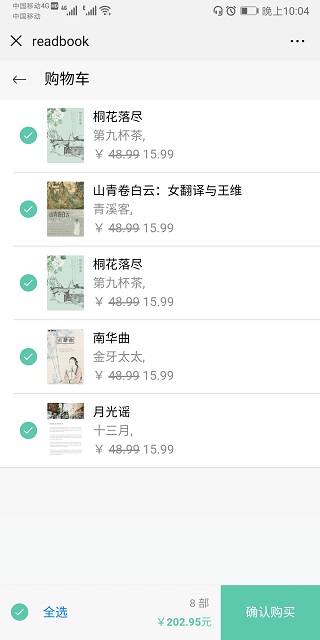 中国移动4G HD 4G
中国移动
晚上10:04
readbook
购物车
桐花落尽
第九杯茶,
¥ 48.99 15.99
山青卷白云：女翻译与王维
青溪客,
¥ 48.99 15.99
桐花落尽
第九杯茶,
¥ 48.99 15.99
南华曲
金牙太太,
¥ 48.99 15.99
月光谣
十三月,
¥ 48.99 15.99
全选
8 部
¥202.95元
确认购买